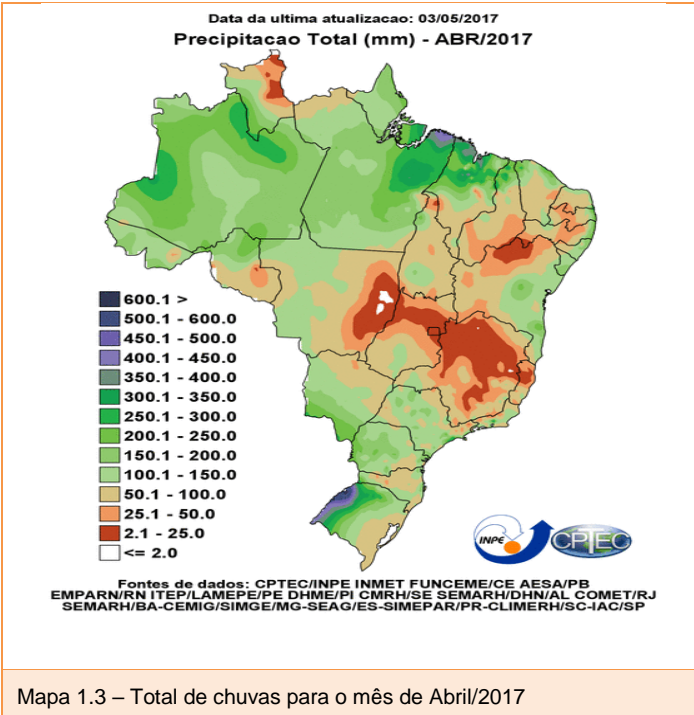 Data da ultima atualizacao: 03/05/2017
Precipitacao Total (mm) - ABR/2017
600.1 >
500.1 - 600.0
450.1 - 500.0
400.1 - 450.0
350.1 - 400.0
300.1 - 350.0
250.1 - 300.0
200.1 - 250.0
150.1 - 200.0
100.1 - 150.0
50.1 - 100.0
25.1 - 50.0
2.1 - 25.0
<= 2.0
INPE
CPTEC
Fontes de dados: CPTEC/INPE INMET FUNCEME/CE AESA/PB
EMPARN/RN ITEP/LAMEPE/PE DHME/PI CMRH/SE SEMARH/DHN/AL COMET/RJ
SEMARH/BA-CEMIG/SIMGE/MG-SEAG/ES-SIMEPAR/PR-CLIMERH/SC-IAC/SP
Mapa 1.3 – Total de chuvas para o mês de Abril/2017